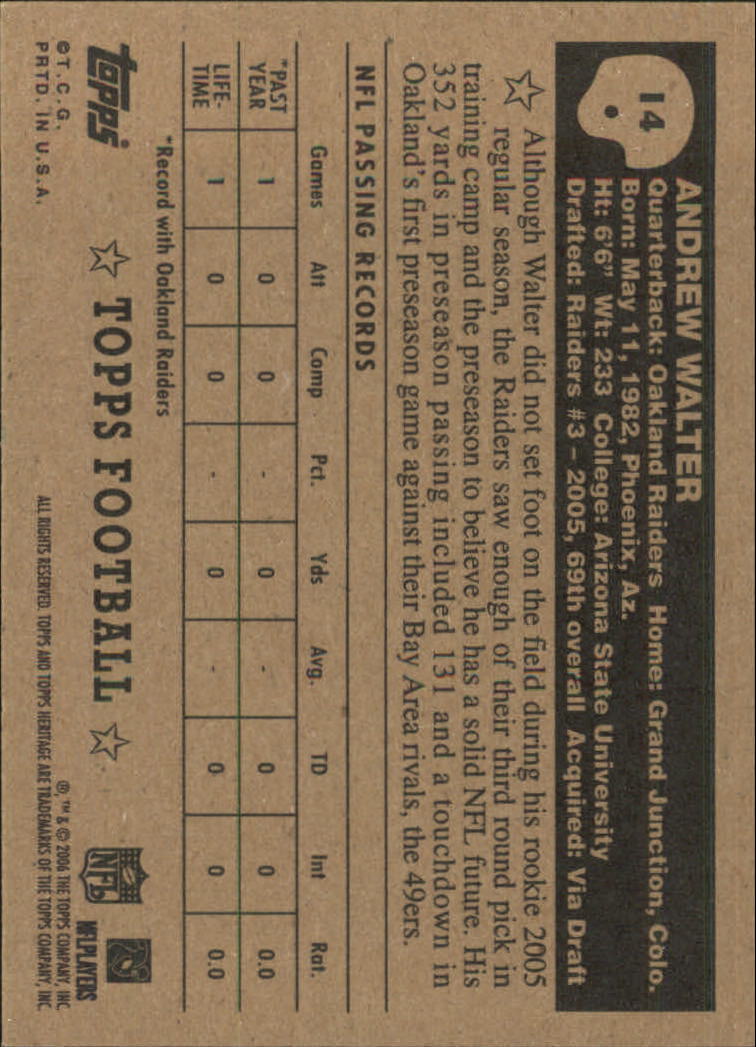 14
ANDREW WALTER
Quarterback: Oakland Raiders Home: Grand Junction, Colo.
Born: May 11, 1982, Phoenix, Az.
Ht: 6'6" Wt: 233 College: Arizona State University
Drafted: Raiders #3 – 2005, 69th overall Acquired: Via Draft
Although Walter did not set foot on the field during his rookie 2005
regular season, the Raiders saw enough of their third round pick in
training camp and the preseason to believe he has a solid NFL future. His
352 yards in preseason passing included 131 and a touchdown in
Oakland's first preseason game against their Bay Area rivals, the 49ers.
NFL PASSING RECORDS
Games Att Comp Pct. Yds Avg. TD Int Rat.
*PAST YEAR 1 0 0 - 0 - 0 0 0.0
LIFE-TIME 1 0 0 - 0 - 0 0 0.0
*Record with Oakland Raiders
topps
TOPPS FOOTBALL
NFL
NFLPLAYERS
©T.C.G.
PRTD. IN U.S.A.
®,™ & © 2006 THE TOPPS COMPANY, INC
ALL RIGHTS RESERVED. TOPPS AND TOPPS HERITAGE ARE TRADEMARKS OF THE TOPPS COMPANY, INC